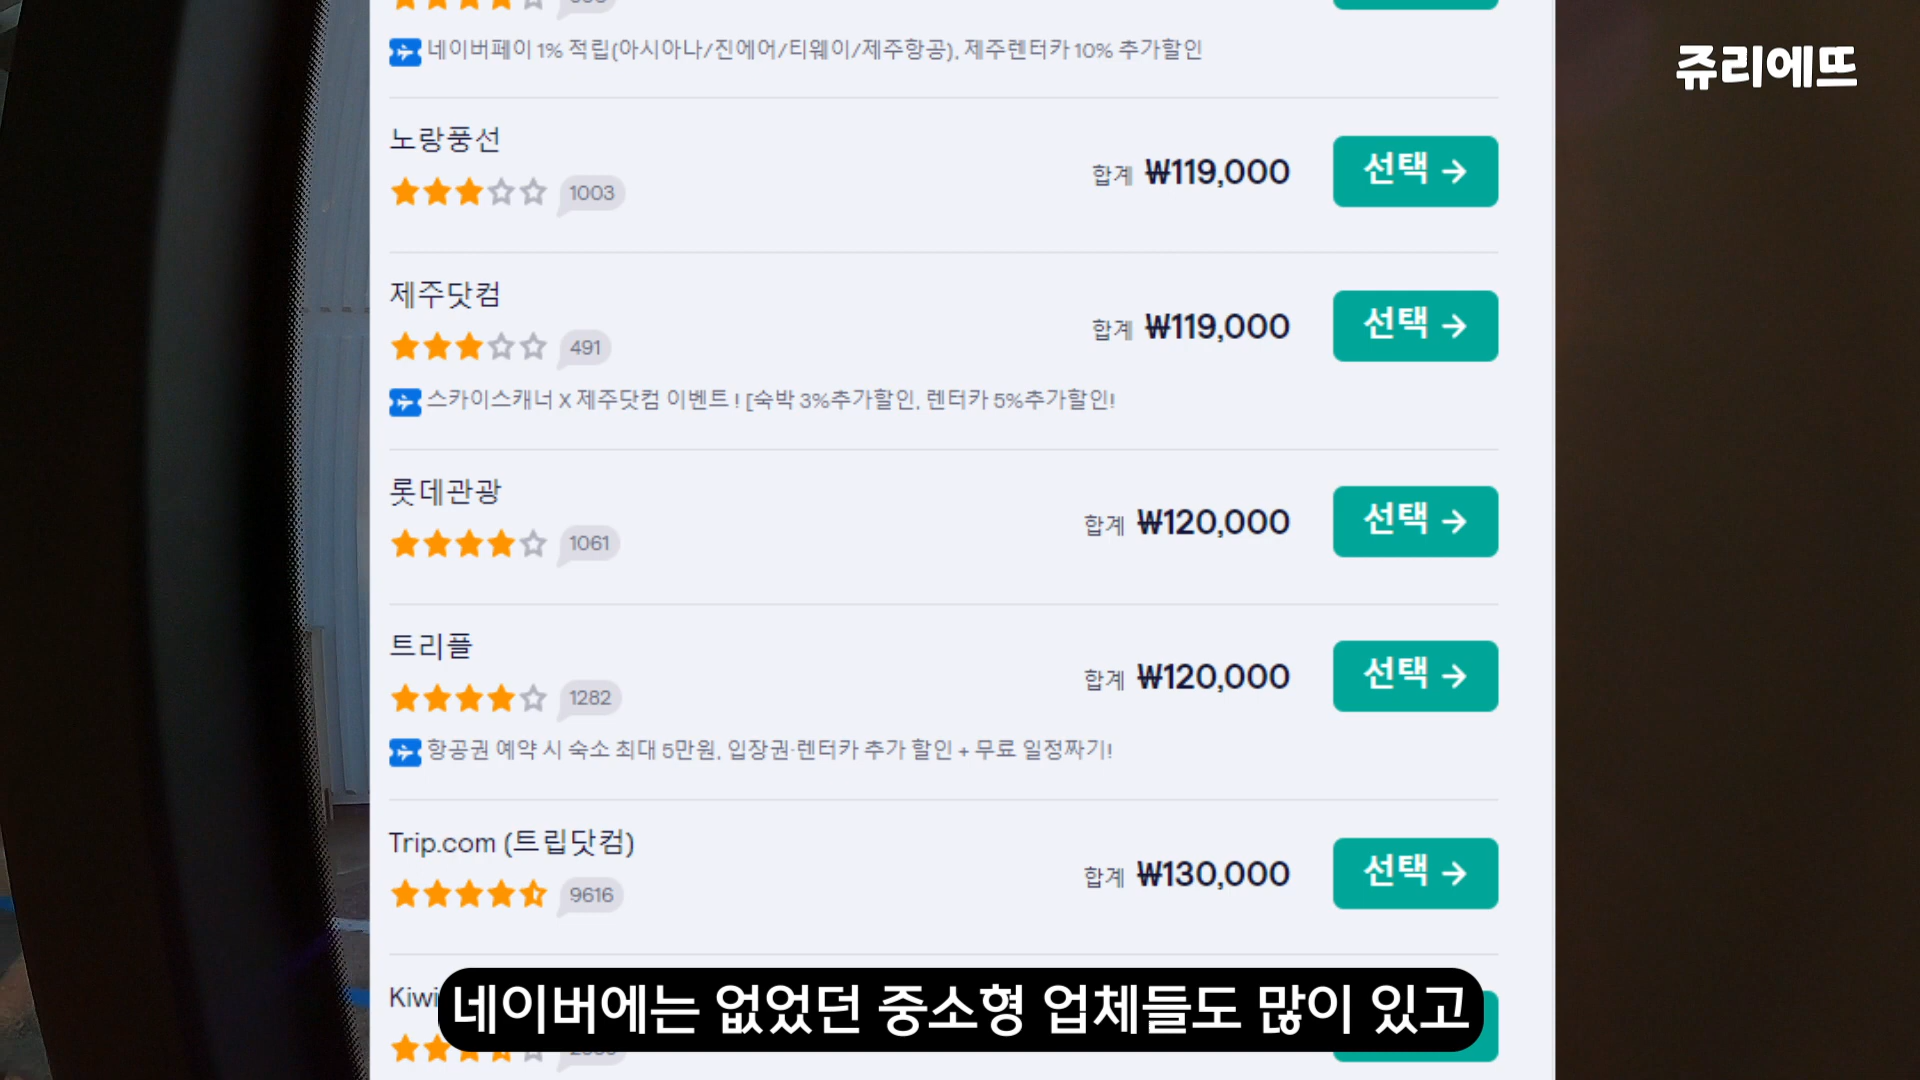 네이버페이 1% 적립(아시아나/진에어/티웨이/제주항공), 제주렌터카 10% 추가할인
쥬리에뜨
노랑풍선
1003
합계 ₩119,000
선택 →
제주닷컴
491
합계 ₩119,000
선택 →
스카이스캐너 X 제주닷컴 이벤트 ! [숙박 3%추가할인, 렌터카 5%추가할인!
롯데관광
1061
합계 ₩120,000
선택 →
트리플
1282
합계 ₩120,000
선택 →
항공권 예약 시 숙소 최대 5만원, 입장권·렌터카 추가 할인 + 무료 일정짜기!
Trip.com (트립닷컴)
9616
합계 ₩130,000
선택 →
Kiwi
네이버에는 없었던 중소형 업체들도 많이 있고